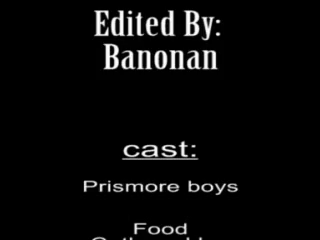 Edited By:
Banonan
cast:
Prismore boys
Food